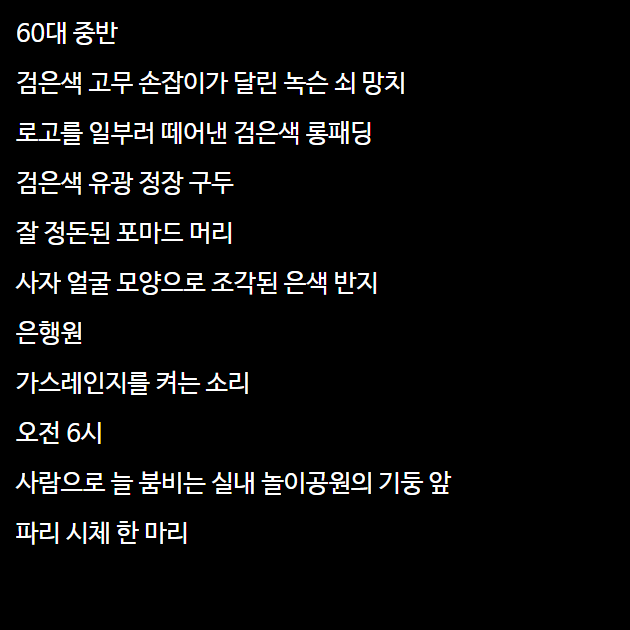 60대 중반
검은색 고무 손잡이가 달린 녹슨 쇠 망치
로고를 일부러 떼어낸 검은색 롱패딩
검은색 유광 정장 구두
잘 정돈된 포마드 머리
사자 얼굴 모양으로 조각된 은색 반지
은행원
가스레인지를 켜는 소리
오전 6시
사람으로 늘 붐비는 실내 놀이공원의 기둥 앞
파리 시체 한 마리